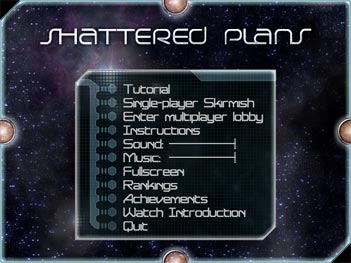 Shattered Plans
Tutorial
Single-player Skirmish
Enter multiplayer lobby
Instructions
Sound:
Music:
Fullscreen
Rankings
Achievements
Watch Introduction
Quit